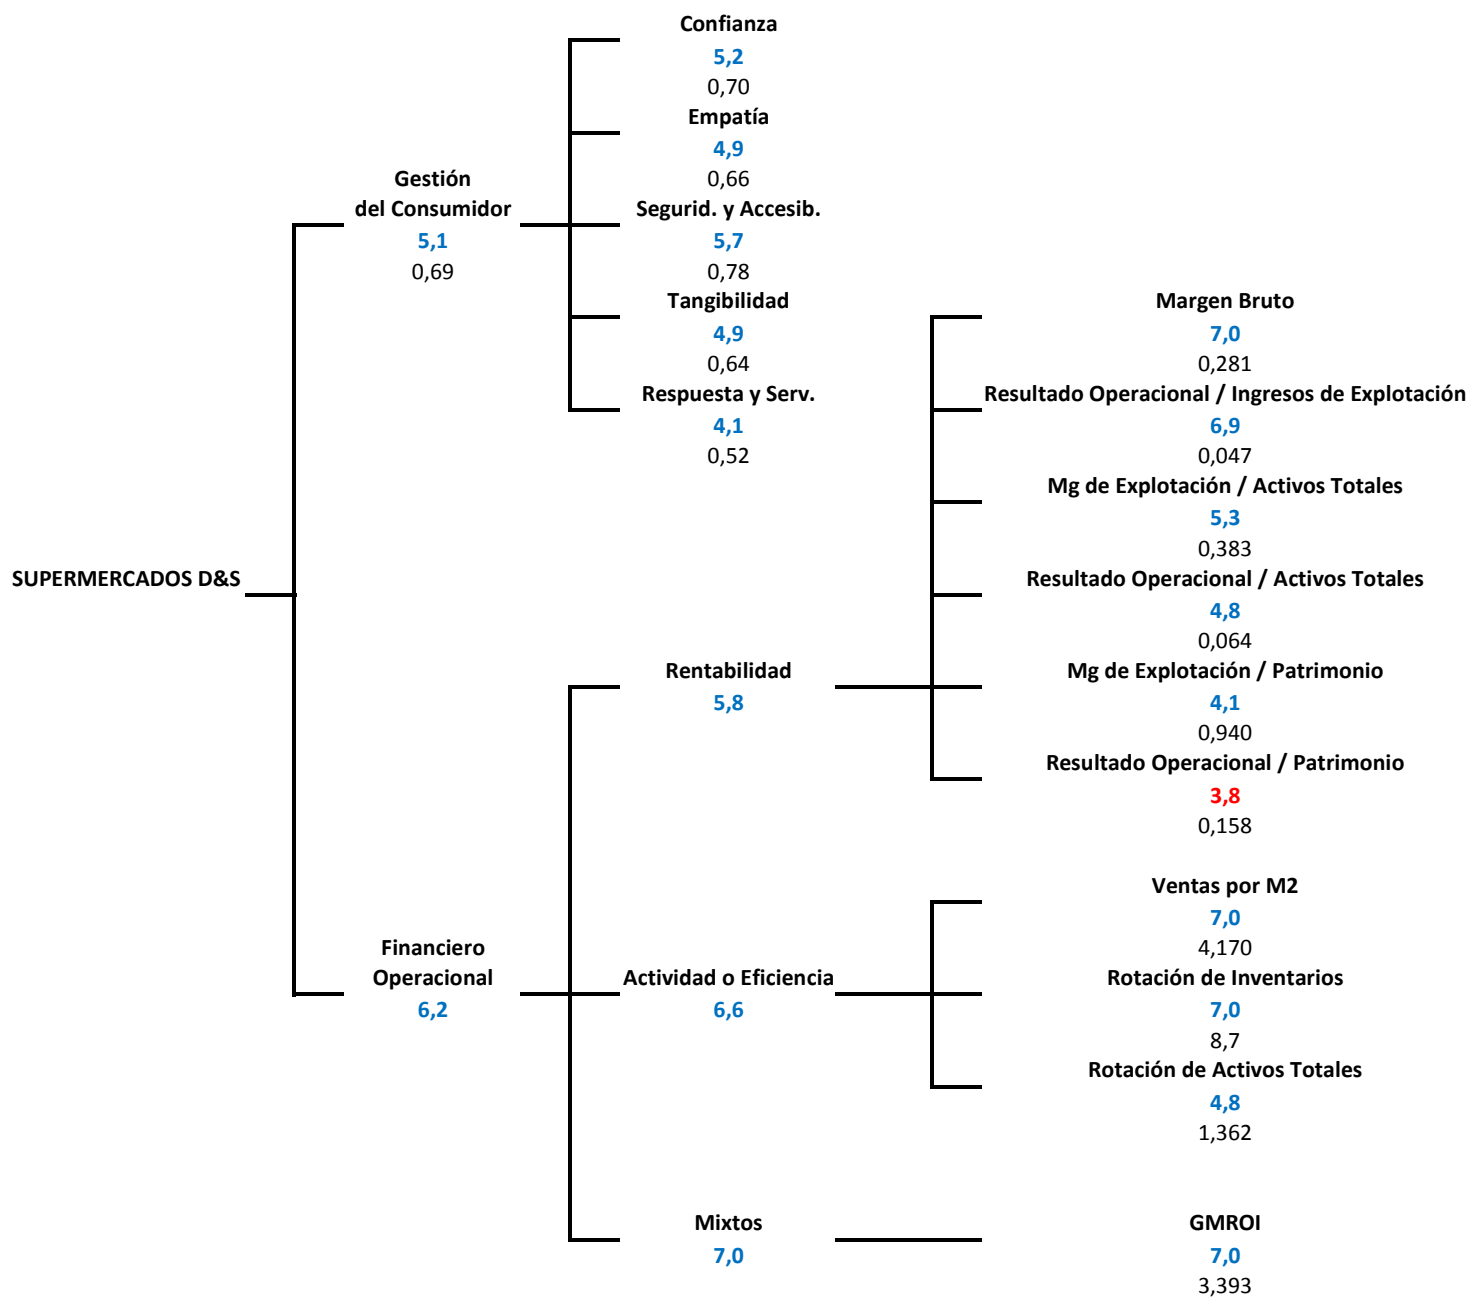 Confianza
5,2
0,70
Empatía
4,9
0,66
Gestión
del Consumidor
5,1
0,69
Segurid. y Accesib.
5,7
0,78
Tangibilidad
4,9
0,64
Respuesta y Serv.
4,1
0,52
Margen Bruto
7,0
0,281
Resultado Operacional / Ingresos de Explotación
6,9
0,047
Mg de Explotación / Activos Totales
5,3
0,383
SUPERMERCADOS D&S
Resultado Operacional / Activos Totales
4,8
0,064
Rentabilidad
5,8
Mg de Explotación / Patrimonio
4,1
0,940
Resultado Operacional / Patrimonio
3,8
0,158
Ventas por M2
7,0
4,170
Financiero
Operacional
6,2
Actividad o Eficiencia
6,6
Rotación de Inventarios
7,0
8,7
Rotación de Activos Totales
4,8
1,362
Mixtos
7,0
GMROI
7,0
3,393